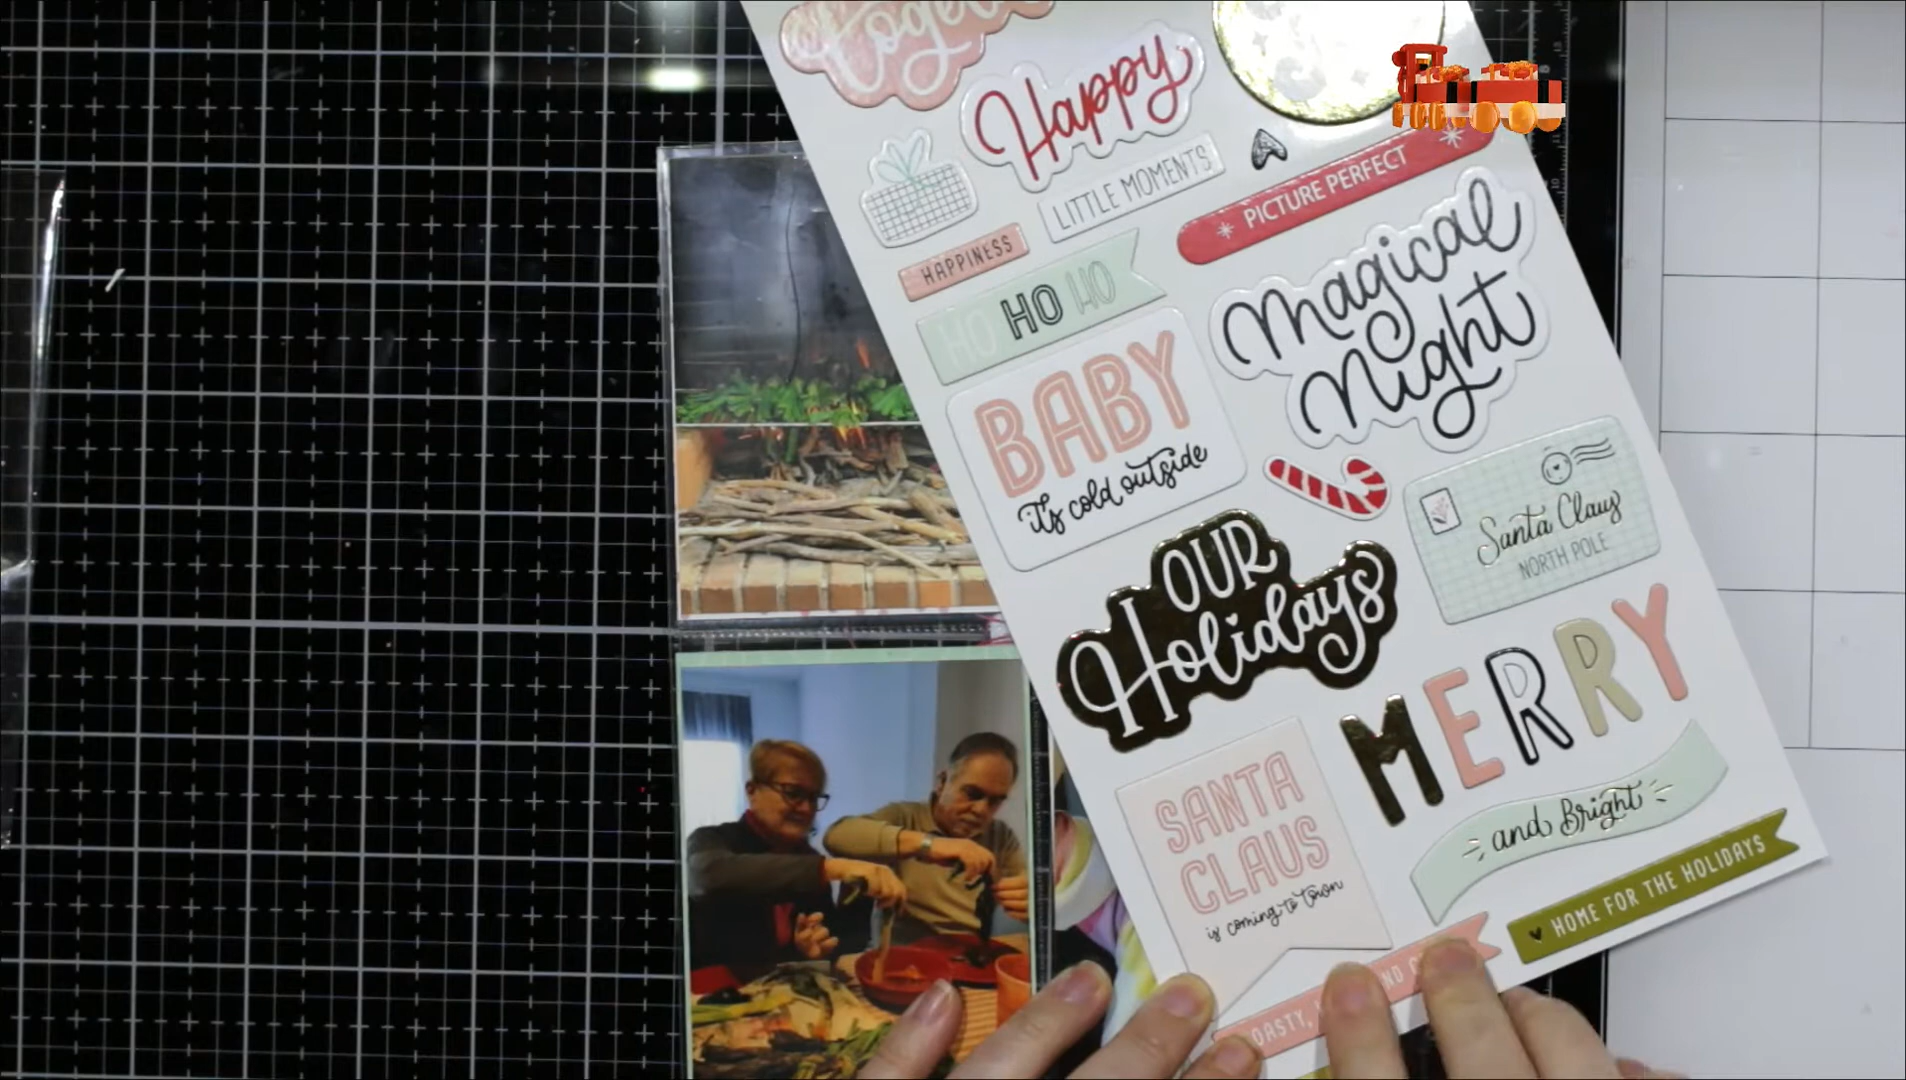 Happy
LITTLE MOMENTS
PICTURE PERFECT
HAPPINESS
HO HO HO
Magical
Night
BABY
it's cold outside
Santa Claus
NORTH POLE
OUR
Holidays
MERRY
and Bright
SANTA
CLAUS
is coming to town
HOME FOR THE HOLIDAYS